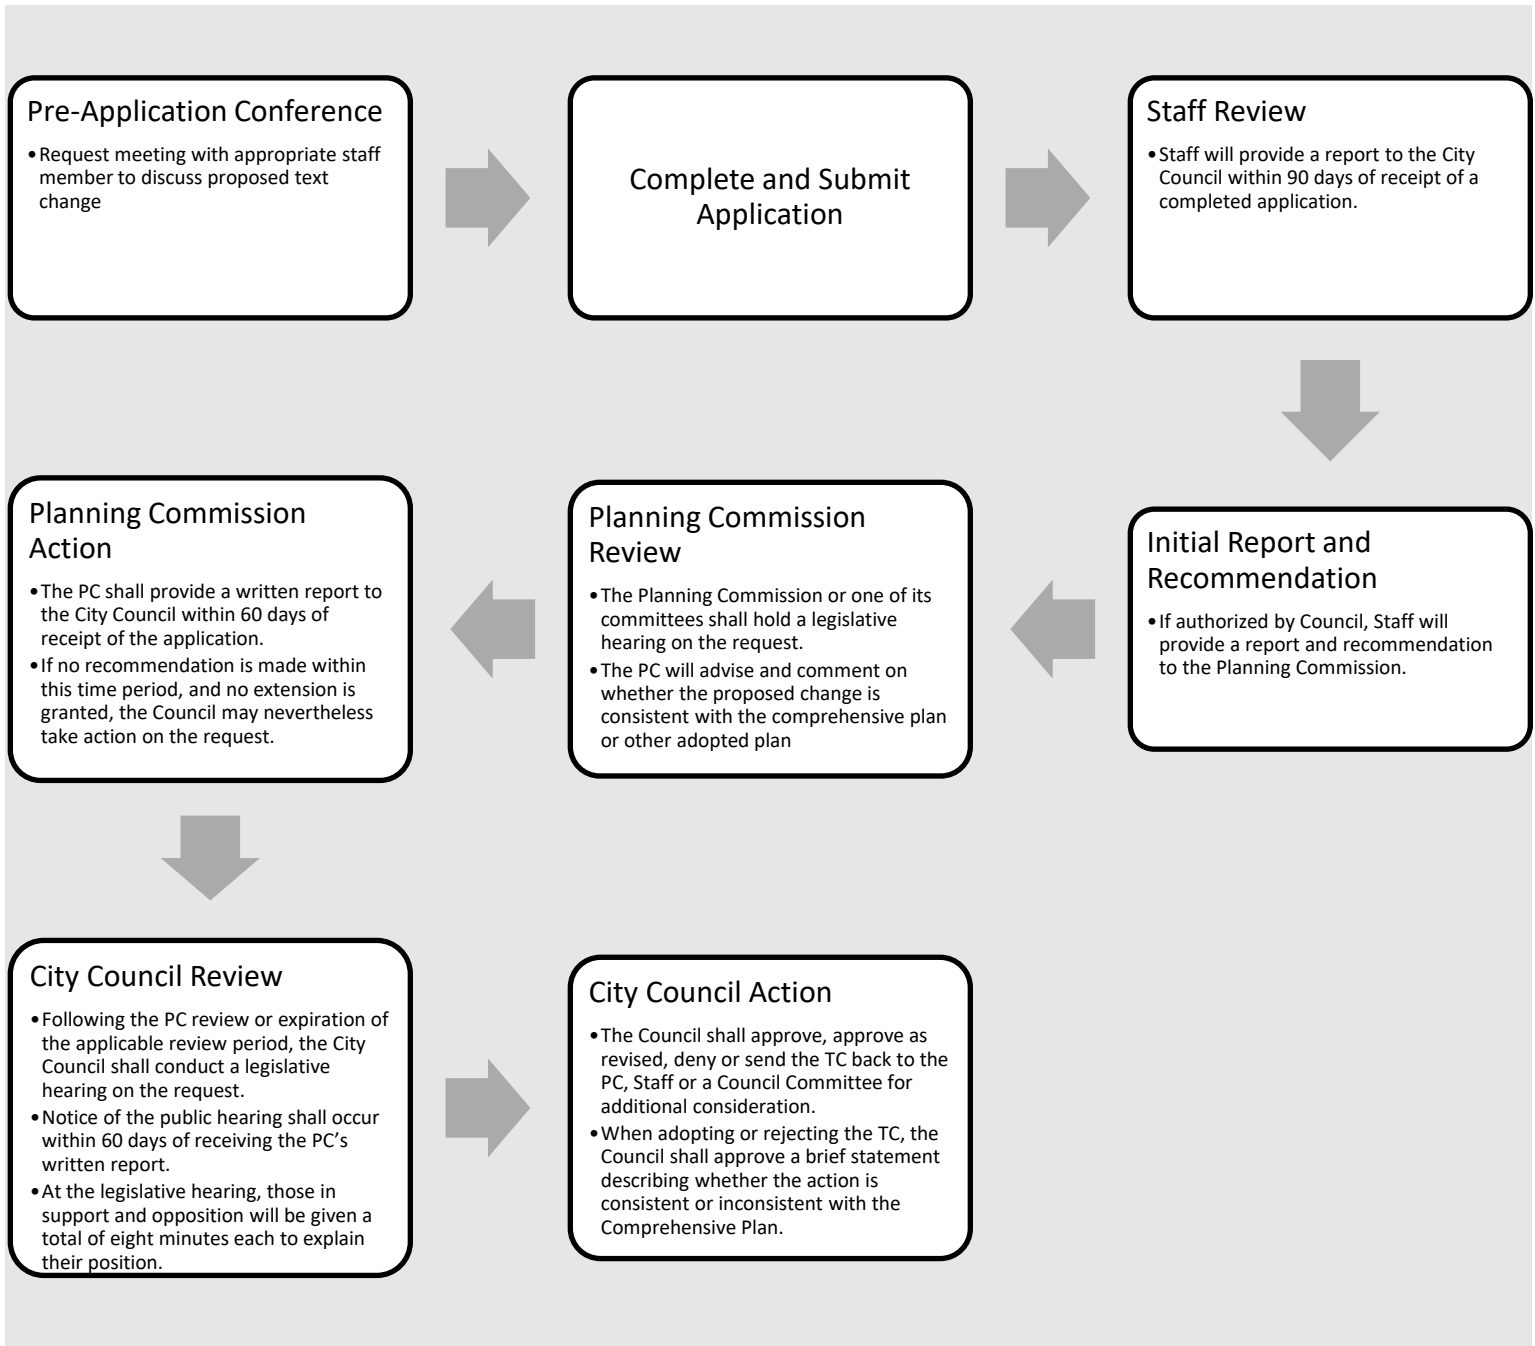 Pre-Application Conference
•Request meeting with appropriate staff
member to discuss proposed text
change
Complete and Submit
Application
Staff Review
•Staff will provide a report to the City
Council within 90 days of receipt of a
completed application.
Initial Report and
Recommendation
•If authorized by Council, Staff will
provide a report and recommendation
to the Planning Commission.
Planning Commission
Review
•The Planning Commission or one of its
committees shall hold a legislative
hearing on the request.
•The PC will advise and comment on
whether the proposed change is
consistent with the comprehensive plan
or other adopted plan
Planning Commission
Action
•The PC shall provide a written report to
the City Council within 60 days of
receipt of the application.
•If no recommendation is made within
this time period, and no extension is
granted, the Council may nevertheless
take action on the request.
City Council Review
•Following the PC review or expiration of
the applicable review period, the City
Council shall conduct a legislative
hearing on the request.
•Notice of the public hearing shall occur
within 60 days of receiving the PC’s
written report.
•At the legislative hearing, those in
support and opposition will be given a
total of eight minutes each to explain
their position.
City Council Action
•The Council shall approve, approve as
revised, deny or send the TC back to the
PC, Staff or a Council Committee for
additional consideration.
•When adopting or rejecting the TC, the
Council shall approve a brief statement
describing whether the action is
consistent or inconsistent with the
Comprehensive Plan.